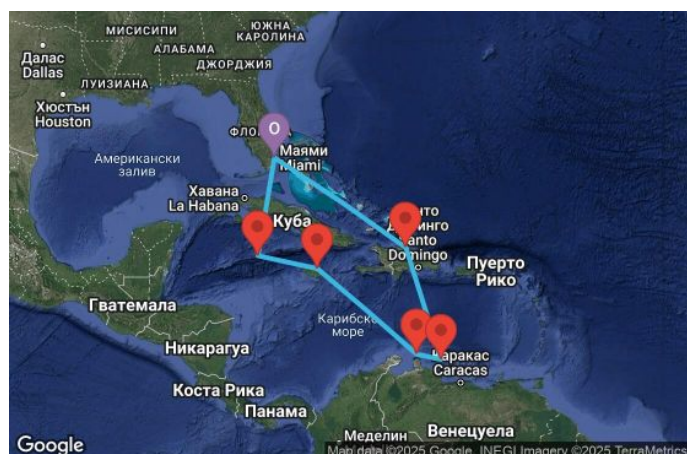 МИСИСИПИ
ЮЖНА
КАРОЛИНА
АЛАБАМА
ДЖОРДЖИЯ
Далас
Dallas
ЛУИЗИАНА
Хюстън
Houston
О
Маями
Miami
Американски
залив
Хавана
La Habana
Куба
Domingo
Пуерто
Рико
Гватемала
Карибско
море
Никарагуа
Каракас
Caracas
Коста Рика
Панама
Венецуела
Меделин
Google
Map data ©2025 Google, INEGI Imagery ©2025 TerraMetrics